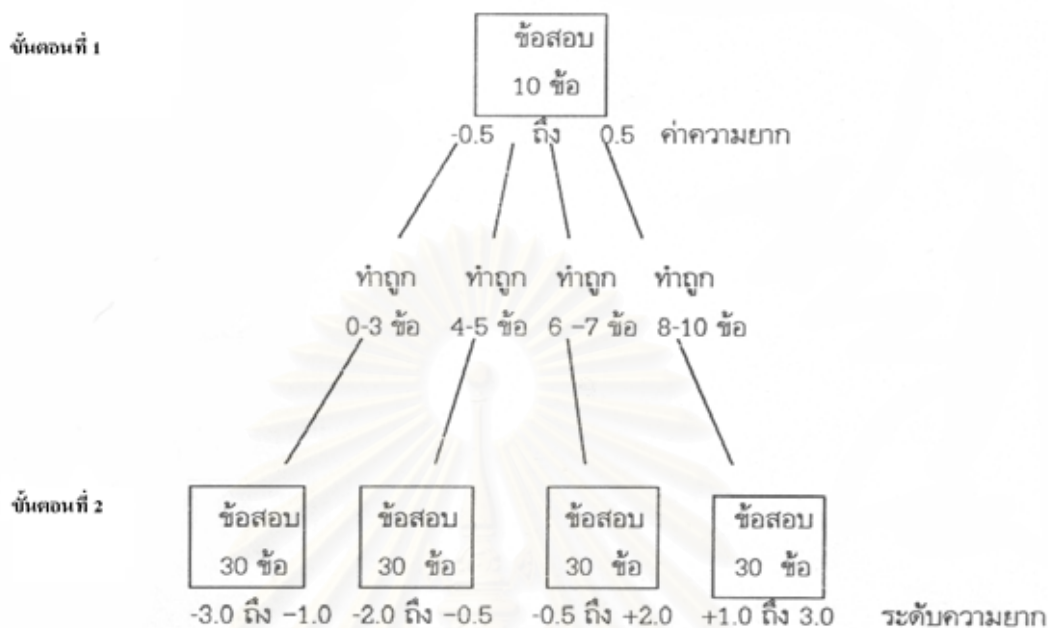 ขั้นตอนที่ 1
ข้อสอบ
10 ข้อ
-0.5 ถึง 0.5 ค่าความยาก
ทำถูก ทำถูก ทำถูก ทำถูก
0-3 ข้อ 4-5 ข้อ 6 –7 ข้อ 8-10 ข้อ
ขั้นตอนที่ 2
ข้อสอบ ข้อสอบ ข้อสอบ ข้อสอบ
30 ข้อ 30 ข้อ 30 ข้อ 30 ข้อ
-3.0 ถึง –1.0 -2.0 ถึง –0.5 -0.5 ถึง +2.0 +1.0 ถึง 3.0 ระดับความยาก